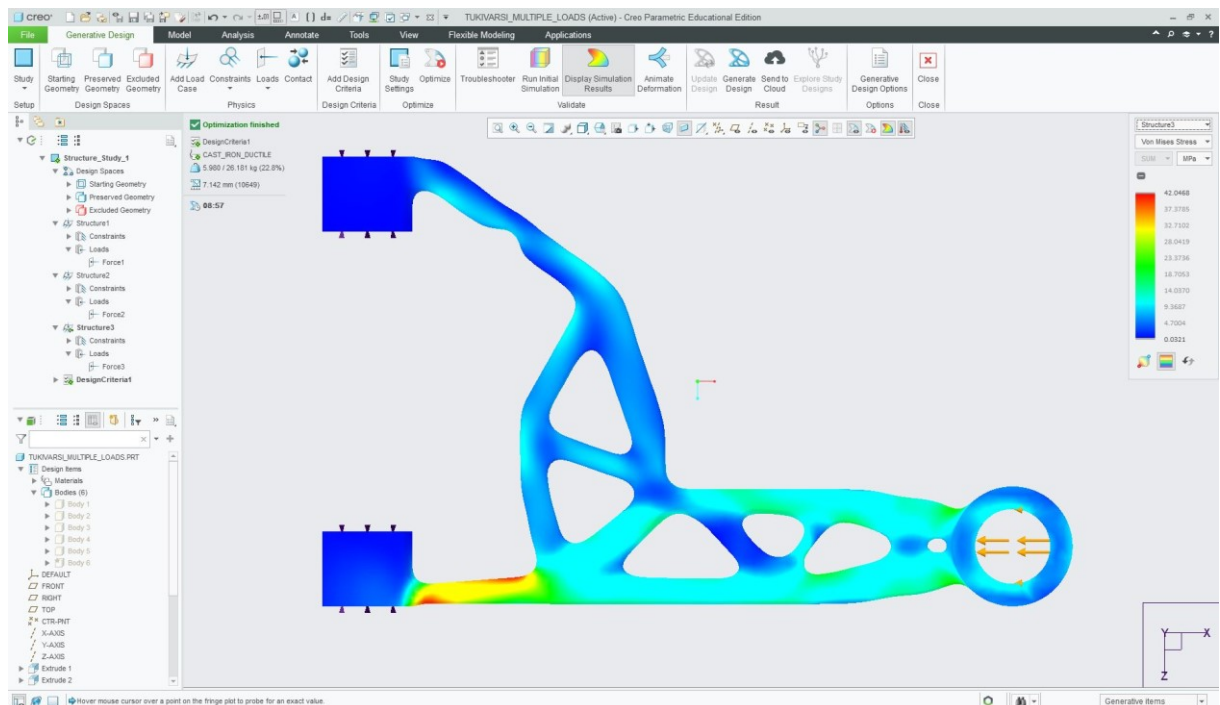 creo
TUKIVARSI_MULTIPLE_LOADS (Active) - Creo Parametric Educational Edition
File Generative Design Model Analysis Annotate Tools View Flexible Modeling Applications
Study Starting Geometry Preserved Geometry Excluded Geometry Add Load Case Constraints Loads Contact Add Design Criteria Study Settings Optimize Troubleshooter Run Initial Simulation Display Simulation Results Animate Deformation Update Design Generate Design Send to Cloud Explore Study Designs Generative Design Options Close
Setup Design Spaces Physics Design Criteria Optimize Validate Result Options Close
Structure_Study_1
Design Spaces
Starting Geometry
Preserved Geometry
Excluded Geometry
Structure1
Constraints
Loads
Force1
Structure2
Constraints
Loads
Force2
Structure3
Constraints
Loads
Force3
DesignCriteria1
TUKIVARSI_MULTIPLE_LOADS.PRT
Design Items
Materials
Bodies (6)
Body 1
Body 2
Body 3
Body 4
Body 5
Body 6
DEFAULT
FRONT
RIGHT
TOP
CTR-PNT
X-AXIS
Y-AXIS
Z-AXIS
Extrude 1
Extrude 2
Optimization finished
DesignCriteria1
CAST_IRON_DUCTILE
5.980 / 26.181 kg (22.8%)
7.142 mm (10649)
08:57
Structure3
Von Mises Stress
SUM MPa
42.0468
37.3785
32.7102
28.0419
23.3736
18.7053
14.0370
9.3687
4.7004
0.0321
Y X
Z
Hover mouse cursor over a point on the fringe plot to probe for an exact value.
Generative items